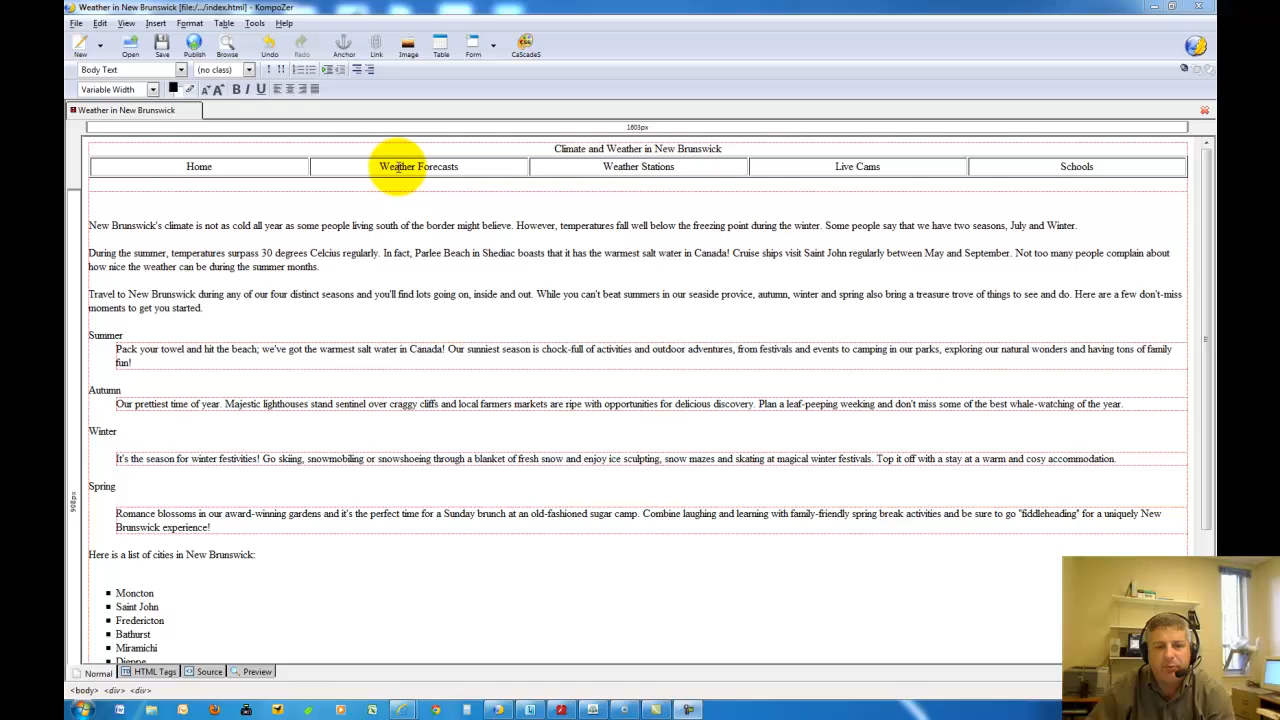 Weather in New Brunswick [file:/.../index.html] - KompoZer
File Edit View Insert Format Table Tools Help
New Open Save Publish Browse Undo Redo Anchor Link Image Table Form CaScadeS
Body Text (no class)
Variable Width B I U
Weather in New Brunswick
1603px
Climate and Weather in New Brunswick
Home Weather Forecasts Weather Stations Live Cams Schools
New Brunswick's climate is not as cold all year as some people living south of the border might believe. However, temperatures fall well below the freezing point during the winter. Some people say that we have two seasons, July and Winter.
During the summer, temperatures surpass 30 degrees Celcius regularly. In fact, Parlee Beach in Shediac boasts that it has the warmest salt water in Canada! Cruise ships visit Saint John regularly between May and September. Not too many people complain about
how nice the weather can be during the summer months.
Travel to New Brunswick during any of our four distinct seasons and you'll find lots going on, inside and out. While you can't beat summers in our seaside provice, autumn, winter and spring also bring a treasure trove of things to see and do. Here are a few don't-miss
moments to get you started.
Summer
Pack your towel and hit the beach; we've got the warmest salt water in Canada! Our sunniest season is chock-full of activities and outdoor adventures, from festivals and events to camping in our parks, exploring our natural wonders and having tons of family
fun!
Autumn
Our prettiest time of year. Majestic lighthouses stand sentinel over craggy cliffs and local farmers markets are ripe with opportunities for delicious discovery. Plan a leaf-peeping weeking and don't miss some of the best whale-watching of the year.
Winter
It's the season for winter festivities! Go skiing, snowmobiling or snowshoeing through a blanket of fresh snow and enjoy ice sculpting, snow mazes and skating at magical winter festivals. Top it off with a stay at a warm and cosy accommodation.
Spring
Romance blossoms in our award-winning gardens and it's the perfect time for a Sunday brunch at an old-fashioned sugar camp. Combine laughing and learning with family-friendly spring break activities and be sure to go "fiddleheading" for a uniquely New
Brunswick experience!
908px
Here is a list of cities in New Brunswick:
Moncton
Saint John
Fredericton
Bathurst
Miramichi
Dieppe
Normal HTML Tags Source Preview
<body> <div> <div>